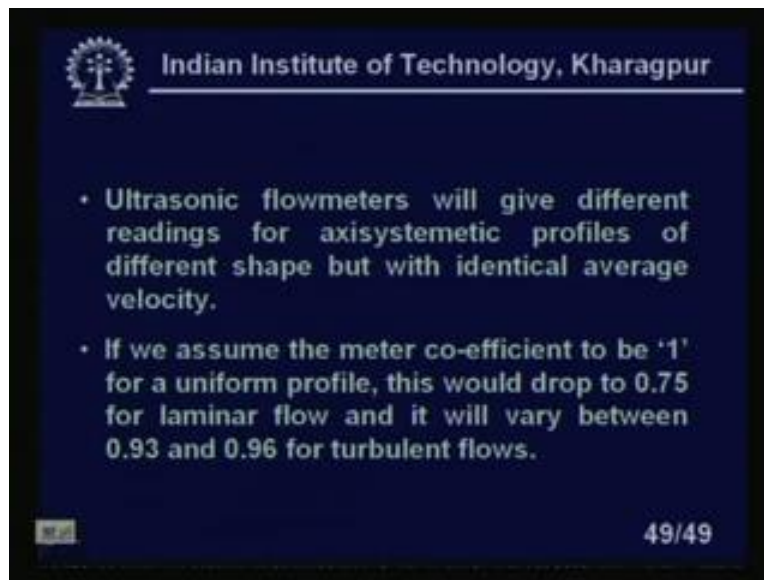 Indian Institute of Technology, Kharagpur
• Ultrasonic flowmeters will give different
readings for axisystemetic profiles of
different shape but with identical average
velocity.
• If we assume the meter co-efficient to be ‘1’
for a uniform profile, this would drop to 0.75
for laminar flow and it will vary between
0.93 and 0.96 for turbulent flows.
49/49